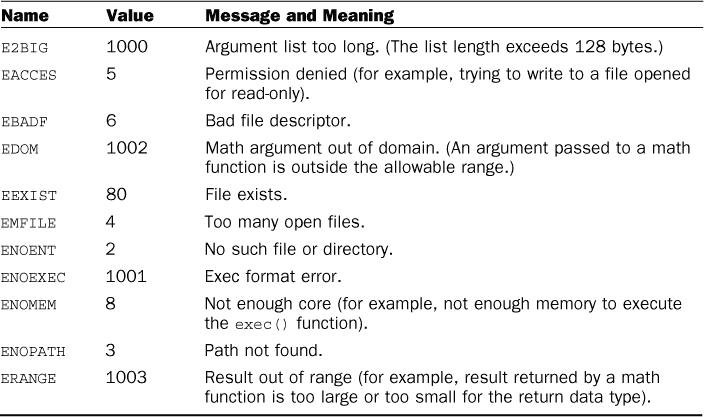 Name Value Message and Meaning
E2BIG 1000 Argument list too long. (The list length exceeds 128 bytes.)
EACCES 5 Permission denied (for example, trying to write to a file opened
for read-only).
EBADF 6 Bad file descriptor.
EDOM 1002 Math argument out of domain. (An argument passed to a math
function is outside the allowable range.)
EEXIST 80 File exists.
EMFILE 4 Too many open files.
ENOENT 2 No such file or directory.
ENOEXEC 1001 Exec format error.
ENOMEM 8 Not enough core (for example, not enough memory to execute
the exec() function).
ENOPATH 3 Path not found.
ERANGE 1003 Result out of range (for example, result returned by a math
function is too large or too small for the return data type).